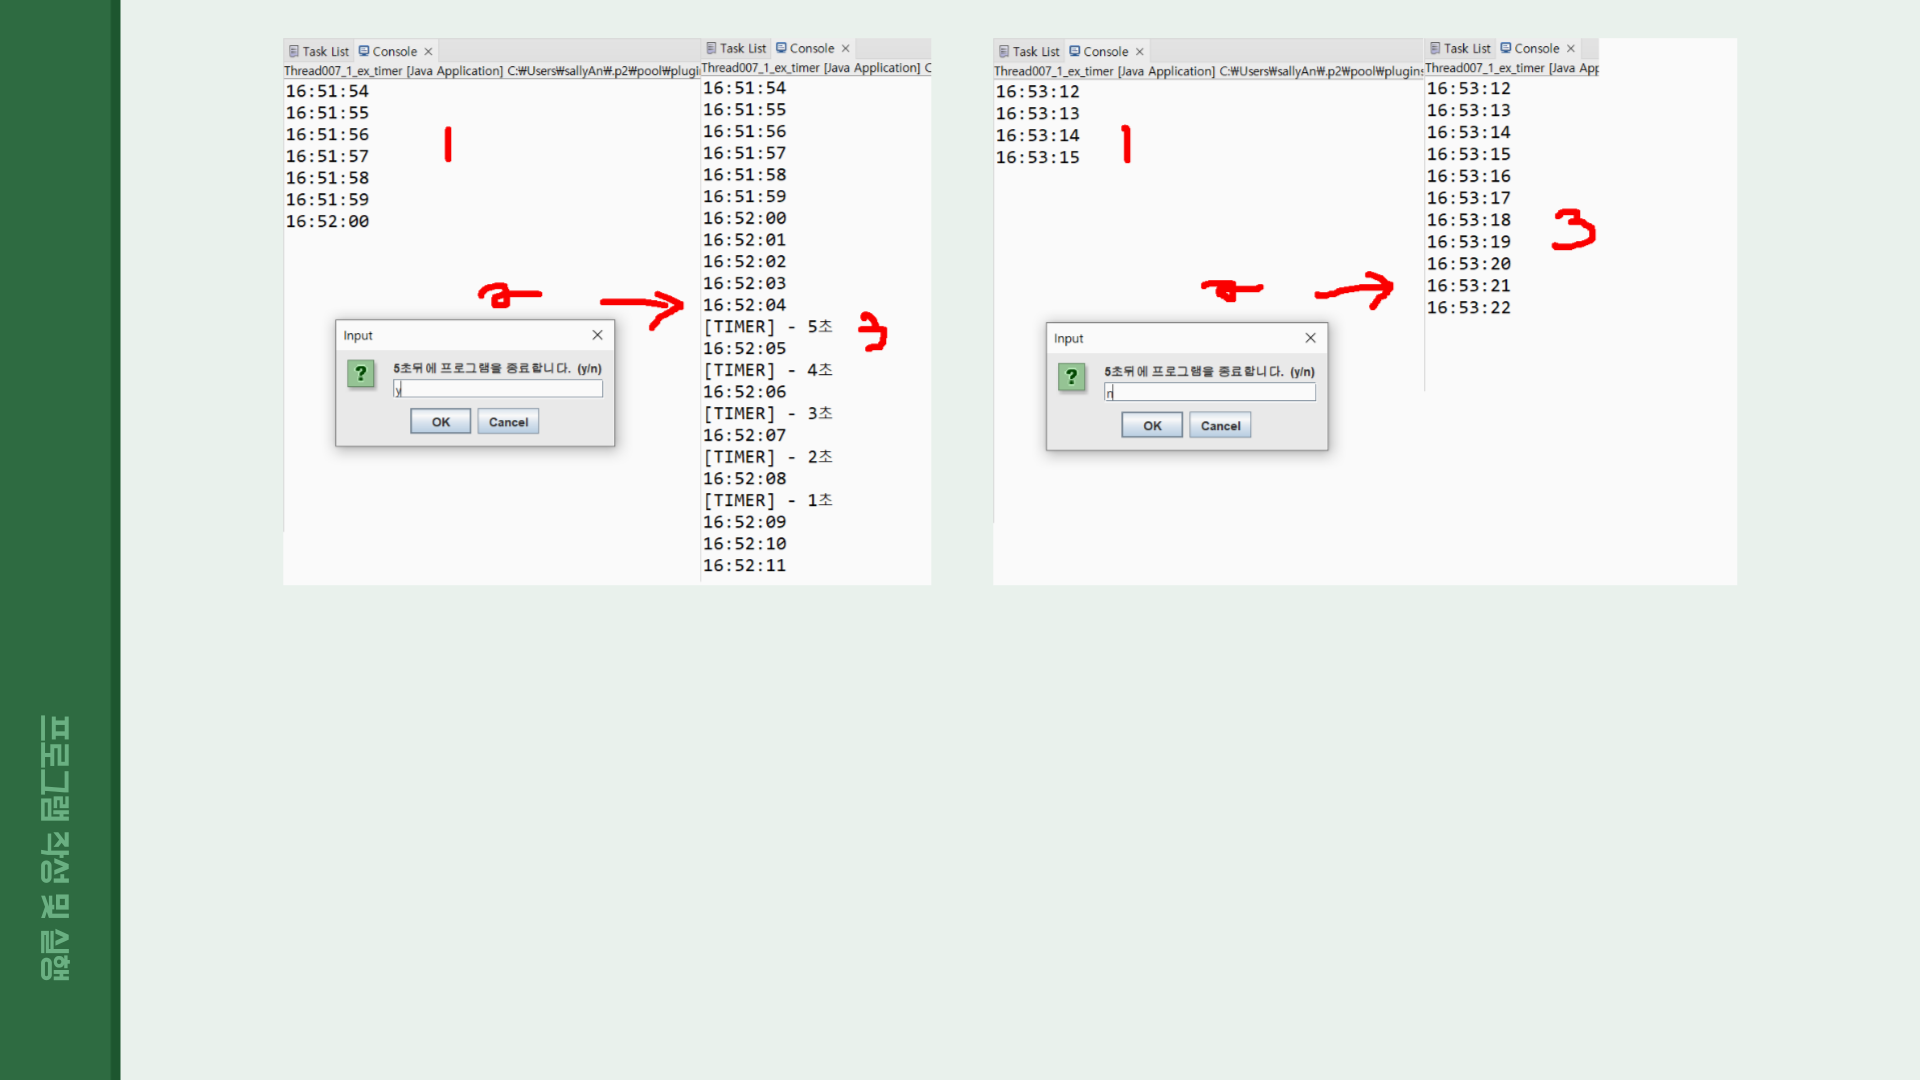 프로그램 작성 및 실행
Task List Console
Thread007_1_ex_timer [Java Application] C:₩Users₩sallyAn₩.p2₩pool₩plugi
16:51:54
16:51:55
16:51:56
16:51:57
16:51:58
16:51:59
16:52:00
1
2
Input
5초뒤에 프로그램을 종료합니다. (y/n)
y
OK Cancel
Task List Console
Thread007_1_ex_timer [Java Application] C
16:51:54
16:51:55
16:51:56
16:51:57
16:51:58
16:51:59
16:52:00
16:52:01
16:52:02
16:52:03
16:52:04
[TIMER] - 5초
16:52:05
[TIMER] - 4초
16:52:06
[TIMER] - 3초
16:52:07
[TIMER] - 2초
16:52:08
[TIMER] - 1초
16:52:09
16:52:10
16:52:11
3
Task List Console
Thread007_1_ex_timer [Java Application] C:₩Users₩sallyAn₩.p2₩pool₩plugins
16:53:12
16:53:13
16:53:14
16:53:15
1
2
Input
5초뒤에 프로그램을 종료합니다. (y/n)
n
OK Cancel
Task List Console
Thread007_1_ex_timer [Java App
16:53:12
16:53:13
16:53:14
16:53:15
16:53:16
16:53:17
16:53:18
16:53:19
16:53:20
16:53:21
16:53:22
3